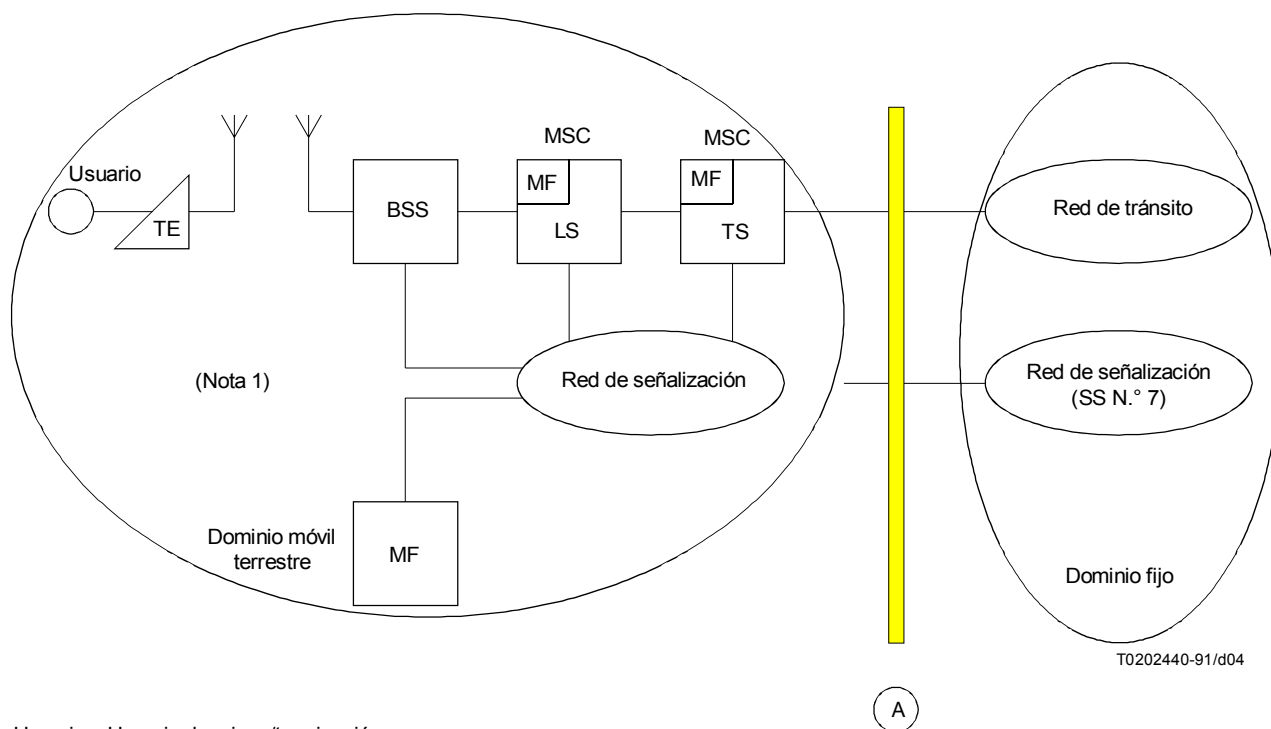 MSC
MSC
Usuario
MF
MF
TE
BSS
LS
TS
Red de tránsito
(Nota 1)
Red de señalización
Red de señalización
(SS N.° 7)
Dominio móvil
terrestre
MF
Dominio fijo
T0202440-91/d04
A